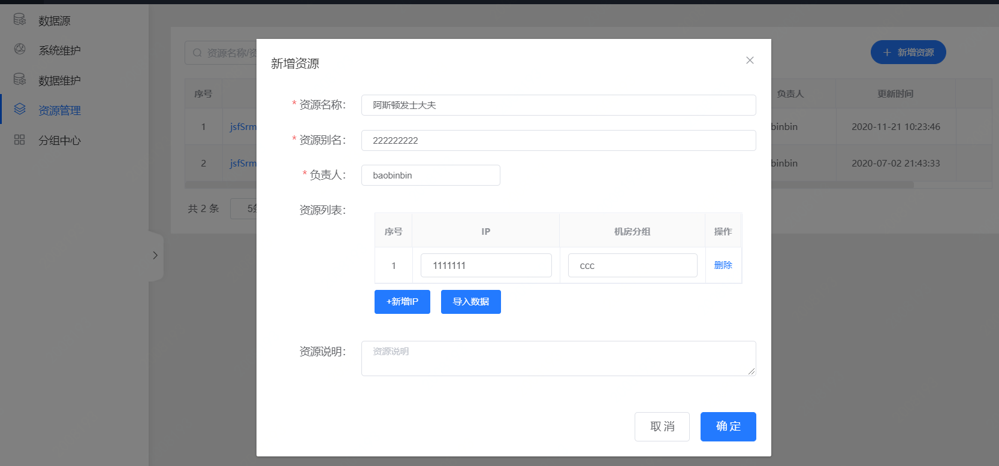 数据源
系统维护
数据维护
资源管理
分组中心
资源名称/资
+ 新增资源
序号
负责人
更新时间
1
jsfSrm
binbin
2020-11-21 10:23:46
2
jsfSrm
binbin
2020-07-02 21:43:33
共 2 条
5条
新增资源
* 资源名称：
阿斯顿发士大夫
* 资源别名：
222222222
* 负责人：
baobinbin
资源列表：
序号
IP
机房分组
操作
1
1111111
ccc
删除
+新增IP
导入数据
资源说明：
资源说明
取 消
确 定